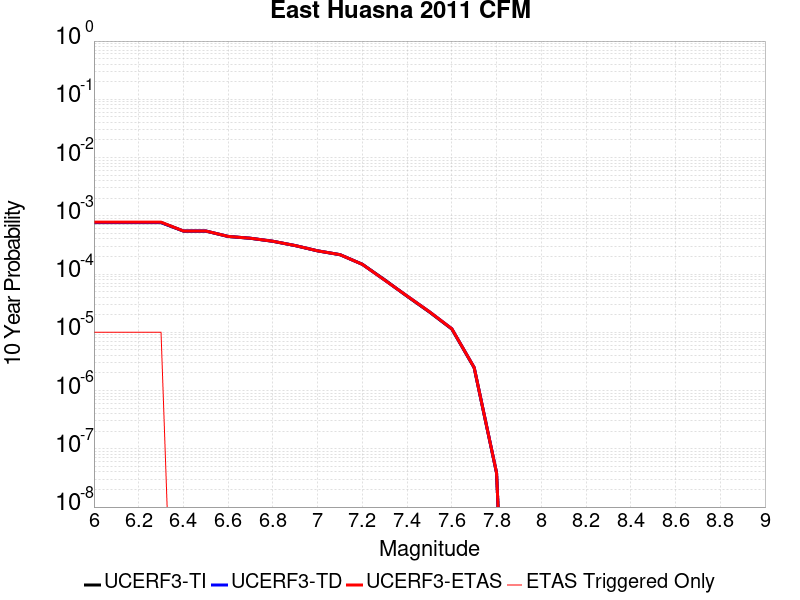 East Huasna 2011 CFM
10 0
10 -1
10 -2
10 -3
10 -4
10 -5
10 -6
10 -7
10 -8
10 Year Probability
6 6.2 6.4 6.6 6.8 7 7.2 7.4 7.6 7.8 8 8.2 8.4 8.6 8.8 9
Magnitude
UCERF3-TI UCERF3-TD UCERF3-ETAS ETAS Triggered Only